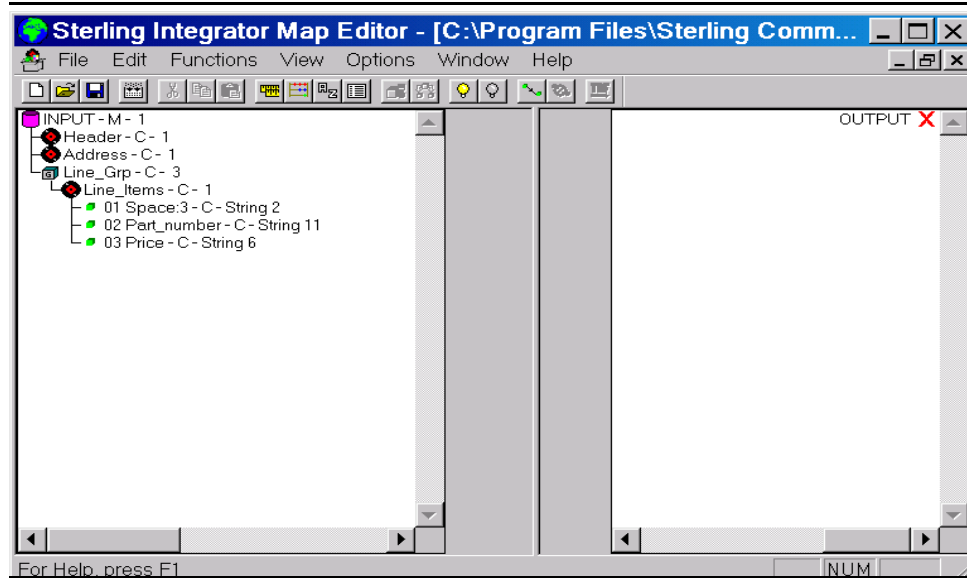 Sterling Integrator Map Editor - [C:\Program Files\Sterling Comm...
File Edit Functions View Options Window Help
INPUT - M - 1
Header - C - 1
Address - C - 1
Line_Grp - C - 3
Line_Items - C - 1
01 Space:3 - C - String 2
02 Part_number - C - String 11
03 Price - C - String 6
OUTPUT
For Help, press F1
NUM